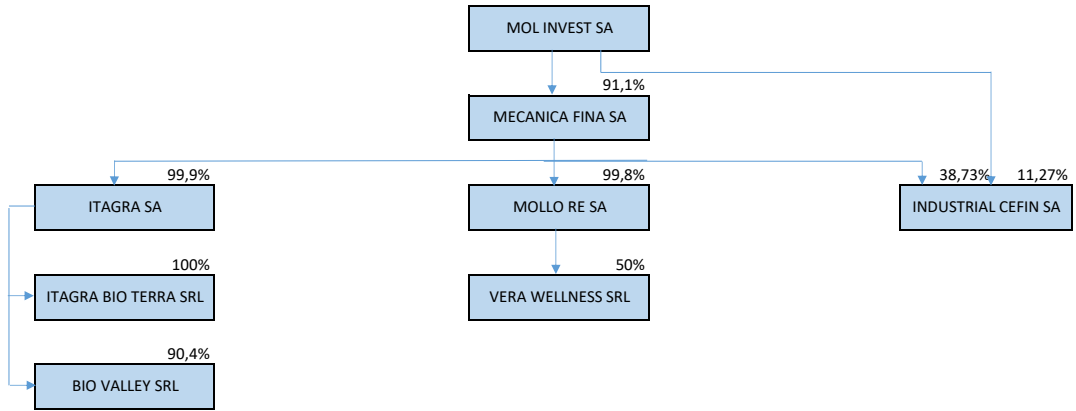 MOL INVEST SA
91,1%
MECANICA FINA SA
99,9%
99,8%
38,73% 11,27%
ITAGRA SA
MOLLO RE SA
INDUSTRIAL CEFIN SA
100%
50%
ITAGRA BIO TERRA SRL
VERA WELLNESS SRL
90,4%
BIO VALLEY SRL